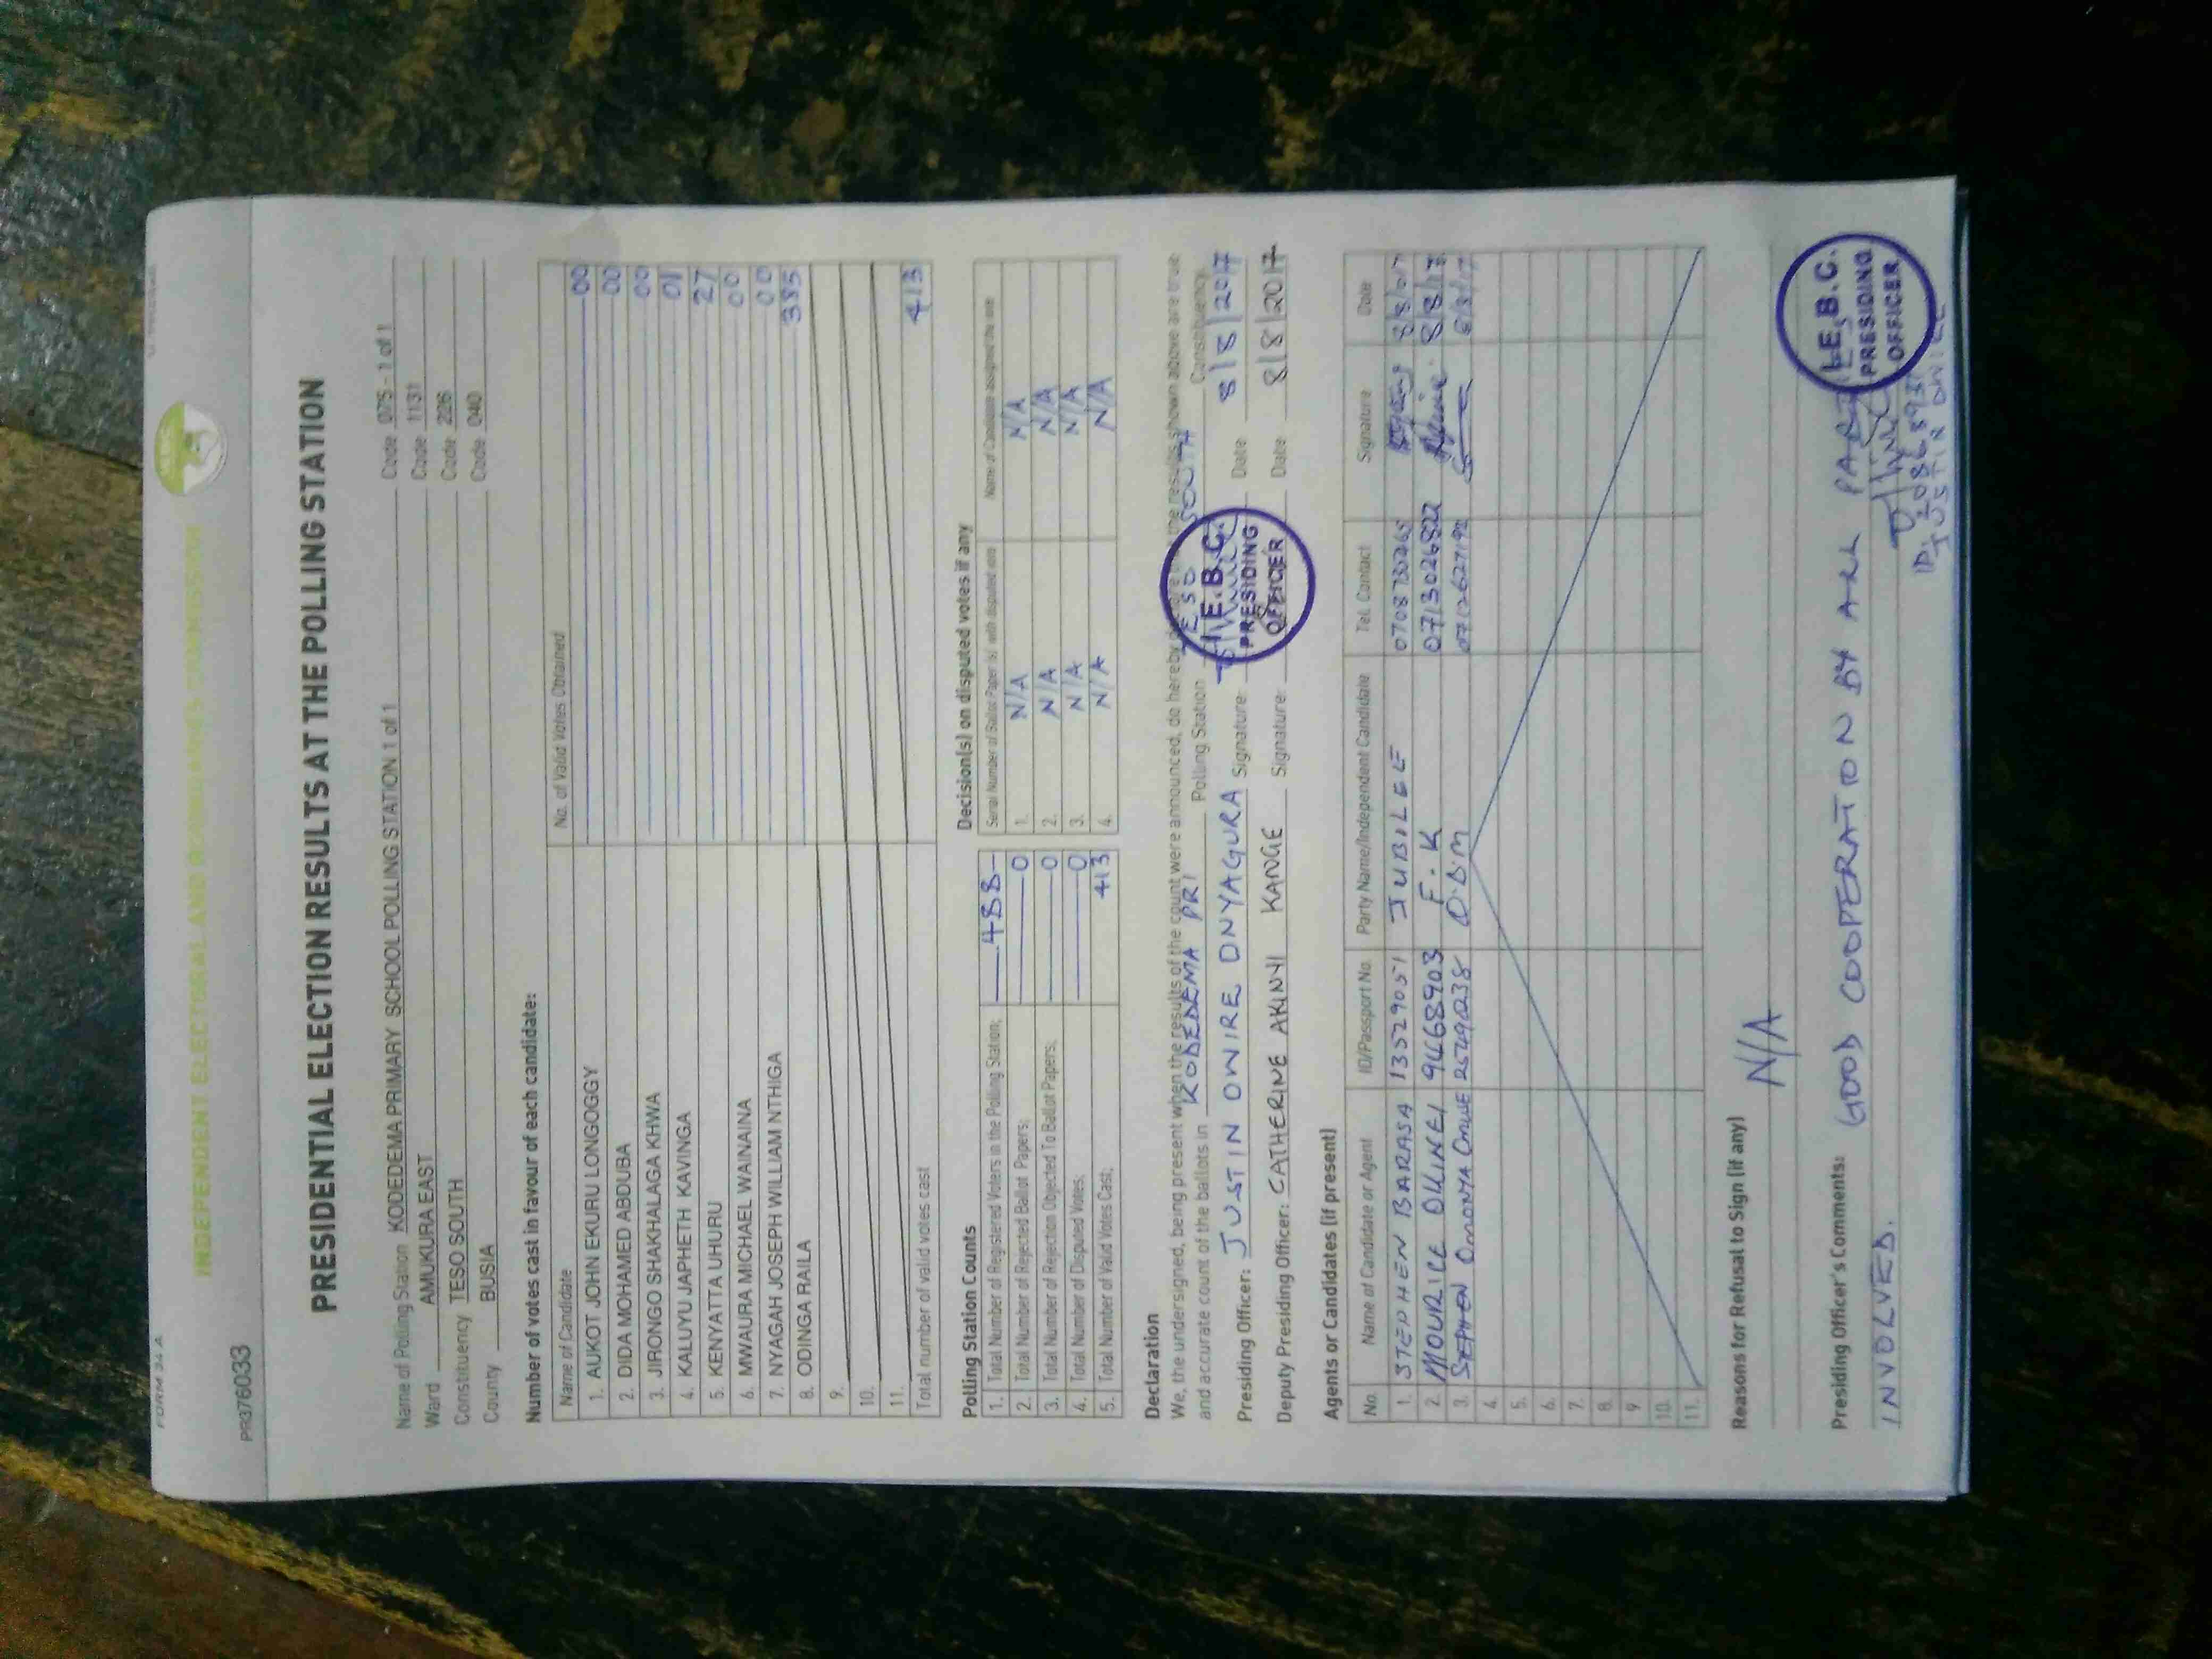 FORM 34 A
INDEPENDENT ELECTORAL AND BOUNDARIES COMMISSION
PR376033
PRESIDENTIAL ELECTION RESULTS AT THE POLLING STATION
Name of Polling Station KODEDEMA PRIMARY SCHOOL POLLING STATION 1 of 1 Code 075 - 1 of 1
Ward AMUKURA EAST Code 1131
Constituency TESO SOUTH Code 226
County BUSIA Code 040
Number of votes cast in favour of each candidate:
Name of Candidate No. of Valid Votes Obtained
1. AUKOT JOHN EKURU LONGOGGY 00
2. DIDA MOHAMED ABDUBA 00
3. JIRONGO SHAKHALAGA KHWA 00
4. KALUYU JAPHETH KAVINGA 01
5. KENYATTA UHURU 27
6. MWAURA MICHAEL WAINAINA 00
7. NYAGAH JOSEPH WILLIAM NTHIGA 00
8. ODINGA RAILA 385
9.
10.
11.
Total number of valid votes cast 413
Polling Station Counts
1. Total Number of Registered Voters in the Polling Station; 488
2. Total Number of Rejected Ballot Papers; 0
3. Total Number of Rejection Objected To Ballot Papers; 0
4. Total Number of Disputed Votes; 0
5. Total Number of Valid Votes Cast; 413
Decision(s) on disputed votes if any
Serial Number of Ballot Paper (s) with disputed vote Name of Candidate assigned the vote
1. N/A N/A
2. N/A N/A
3. N/A N/A
4. N/A N/A
Declaration
We, the undersigned, being present when the results of the count were announced, do hereby the results shown above are true
and accurate count of the ballots in KODEDEMA PRI Polling Station TESO SOUTH Constituency.
Presiding Officer: JUSTIN OWIRE ONYAGURA Signature: Date 8/8/2017
Deputy Presiding Officer: CATHERINE AKINYI KANGE Signature: Date 8/8/2017
I.E.B.C.
PRESIDING
OFFICER
Agents or Candidates (if present)
No. Name of Candidate or Agent ID/Passport No. Party Name/Independent Candidate Tel. Contact Signature Date
1. STEPHEN BARASA 13529051 JUBILEE 0708730265 8/8/017
2. MOURICE 94468903 F.K 0713026822 8/8/17
3. STEPHEN OMONYA 25749238 O.D.M 0712627192 8/8/17
4.
5.
6.
7.
8.
9.
10.
11.
Reasons for Refusal to Sign (if any)
N/A
Presiding Officer's Comments: GOOD COOPERATION BY ALL
INVOLVED.
I.E.B.C.
PRESIDING
OFFICER
JUSTIN OWIRE